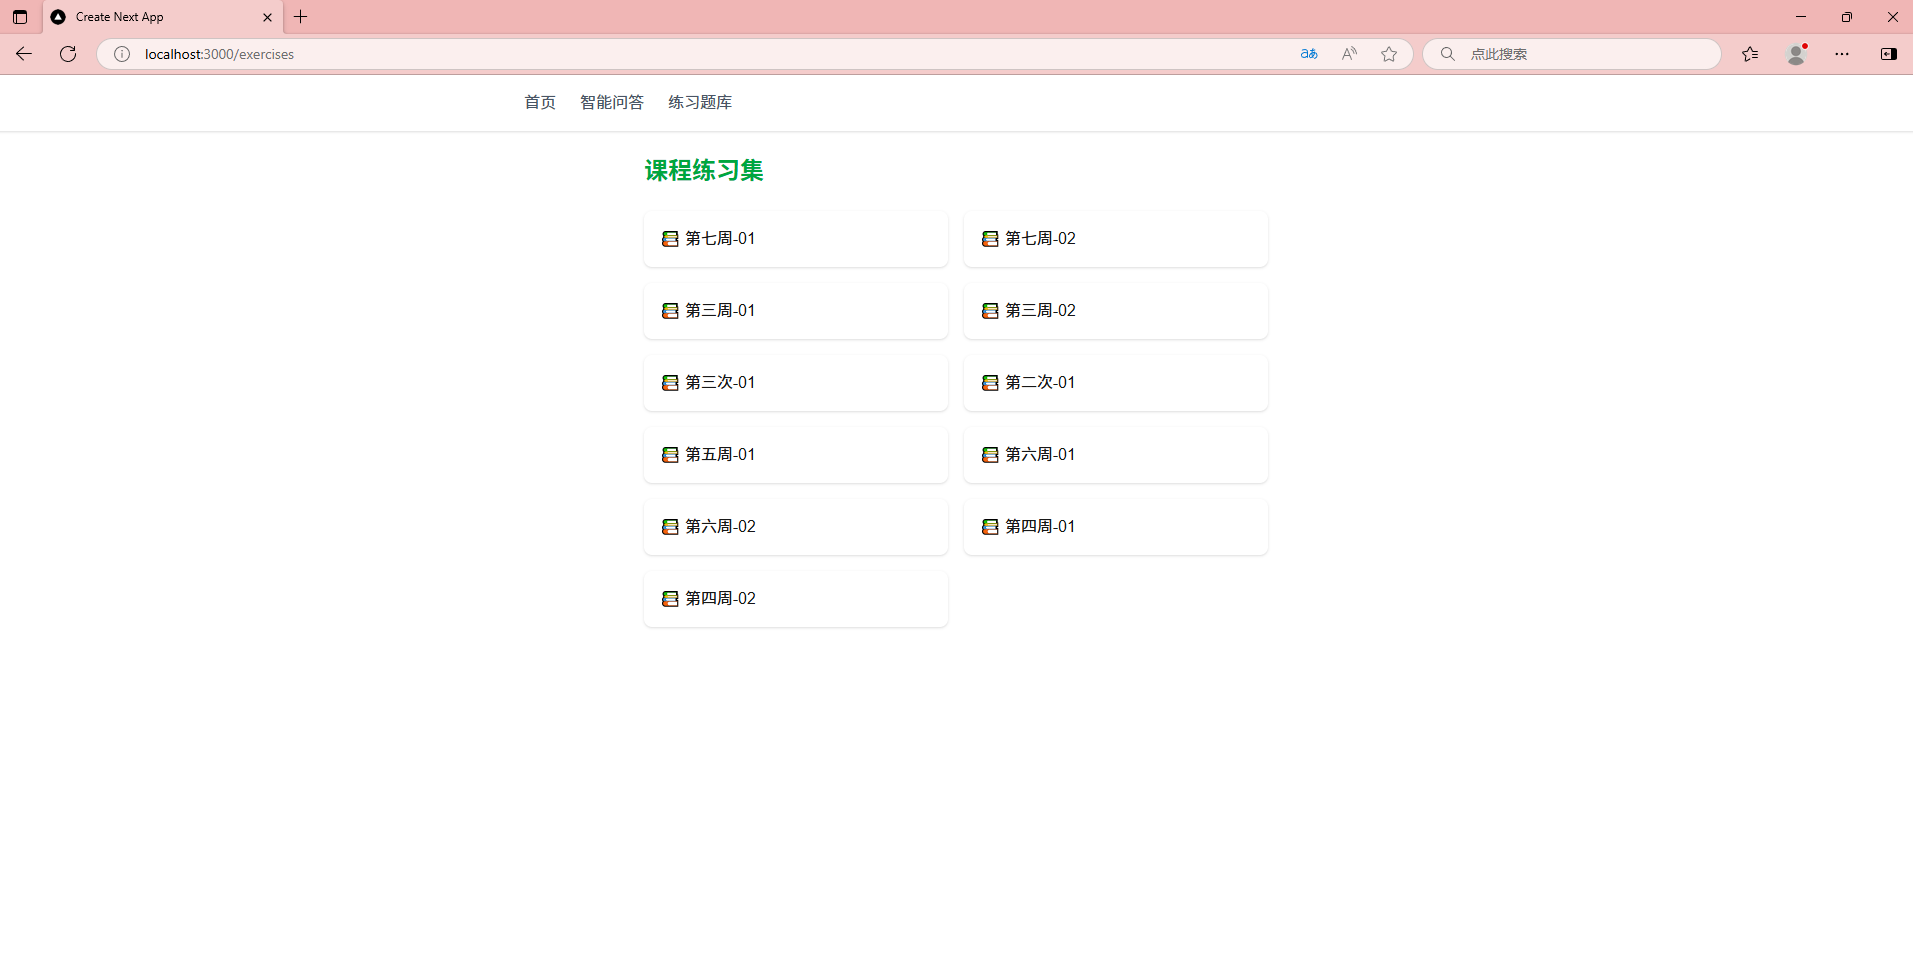 Create Next App
localhost:3000/exercises
点此搜索
首页 智能问答 练习题库
课程练习集
第七周-01 第七周-02
第三周-01 第三周-02
第三次-01 第二次-01
第五周-01 第六周-01
第六周-02 第四周-01
第四周-02